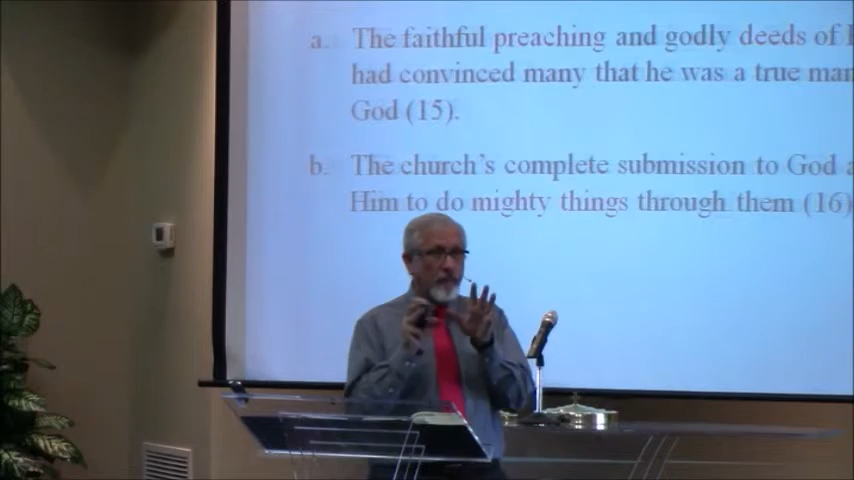 a. The faithful preaching and godly deeds of
had convinced many that he was a true man
God (15).
b. The church's complete submission to God
Him to do mighty things through them (16)